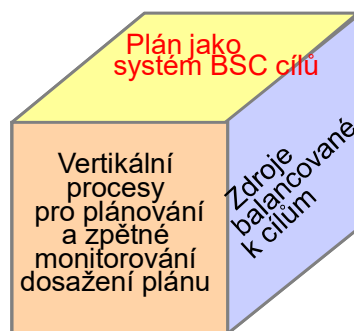 Plán jako
systém BSC cílů
Vertikální
procesy
pro plánování
a zpětné
monitorování
dosažení plánu
Zdroje
balancované
k cílům